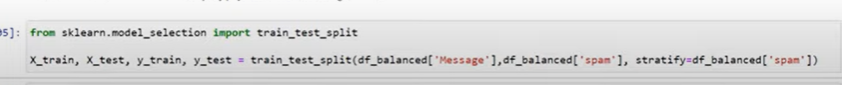 5]: from sklearn.model_selection import train_test_split
X_train, X_test, y_train, y_test = train_test_split(df_balanced['Message'],df_balanced['spam'], stratify=df_balanced['spam'])